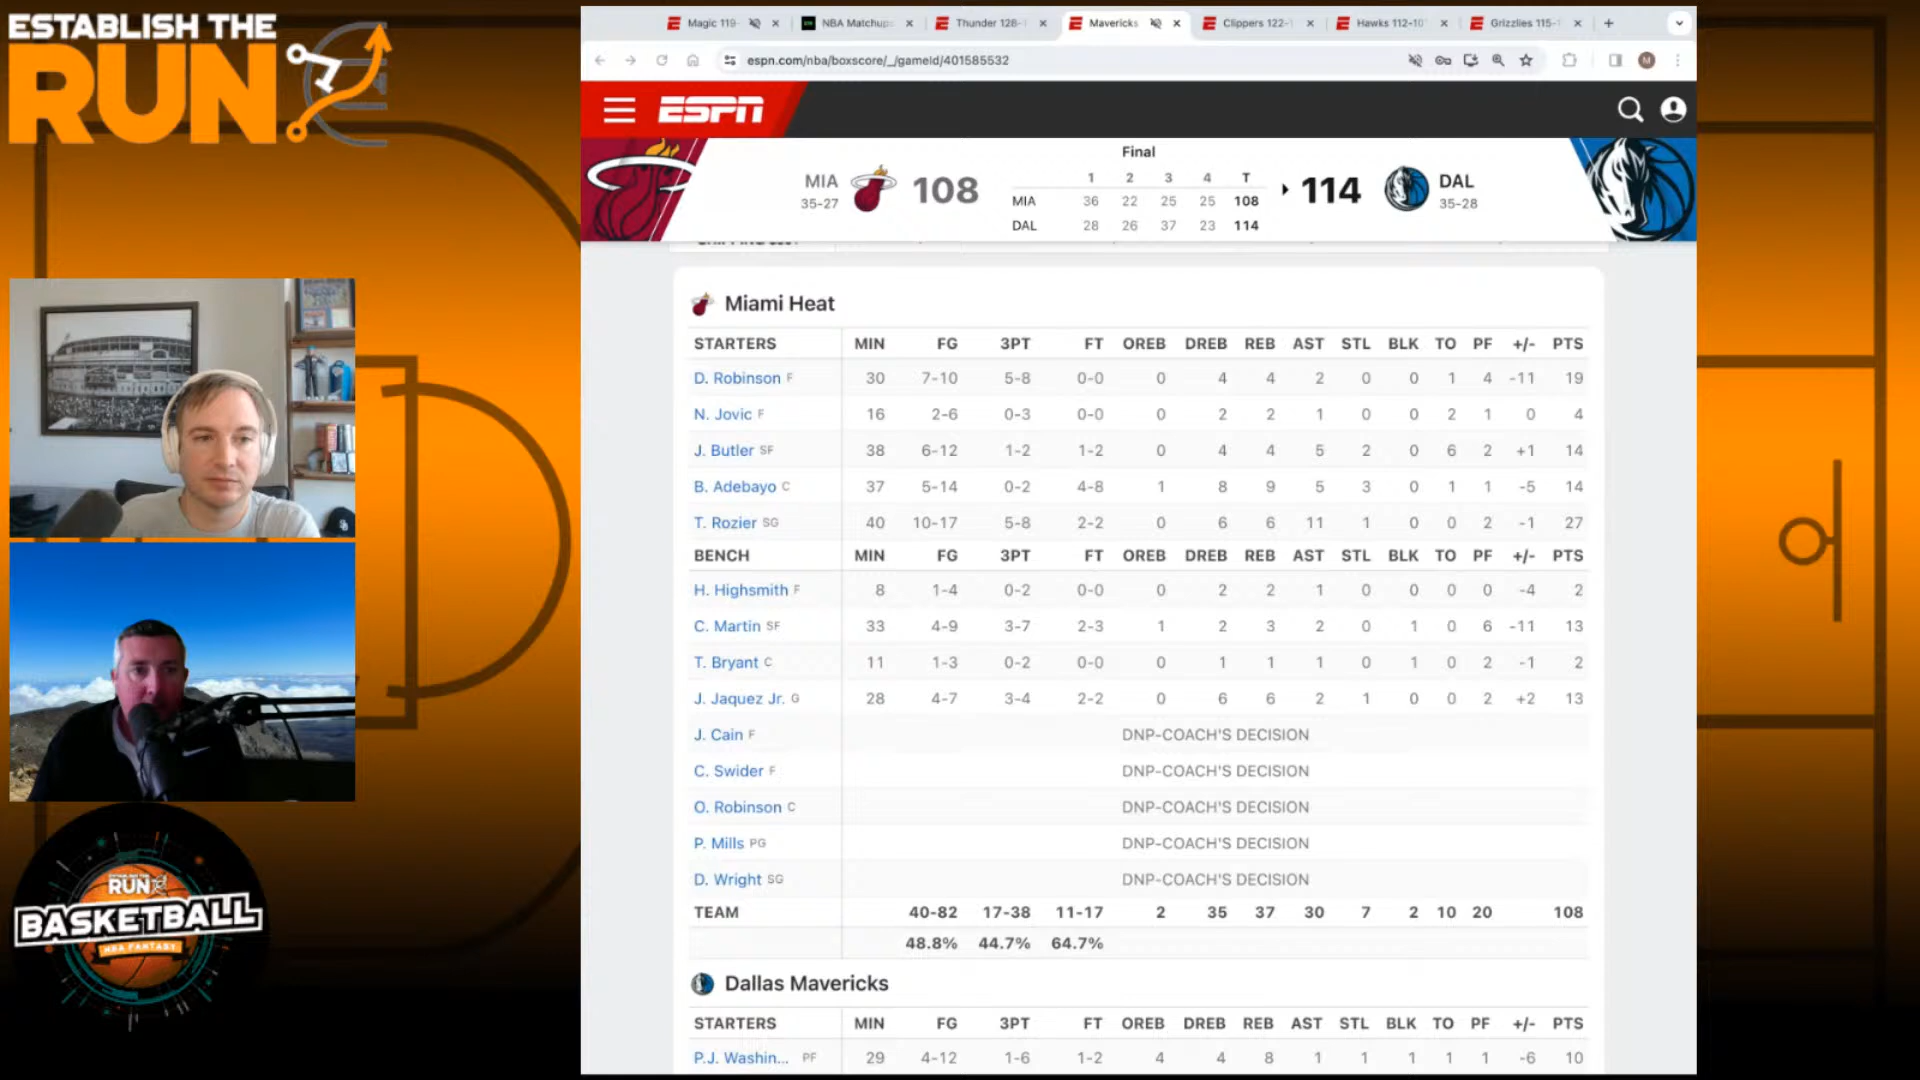 ESTABLISH THE
RUN
Magic 119-
NBA Matchup
Thunder 128-1
Mavericks
Clippers 122-
Hawks 112-10
Grizzlies 115-
espn.com/nba/boxscore/_/gameId/401585532
M
ESPN
Final
MIA 35-27 108
1 2 3 4 T
MIA 36 22 25 25 108
DAL 28 26 37 23 114
114 DAL 35-28
Miami Heat
STARTERS MIN FG 3PT FT OREB DREB REB AST STL BLK TO PF +/- PTS
D. Robinson F 30 7-10 5-8 0-0 0 4 4 2 0 0 1 4 -11 19
N. Jovic F 16 2-6 0-3 0-0 0 2 2 1 0 0 2 1 0 4
J. Butler SF 38 6-12 1-2 1-2 0 4 4 5 2 0 6 2 +1 14
B. Adebayo C 37 5-14 0-2 4-8 1 8 9 5 3 0 1 1 -5 14
T. Rozier SG 40 10-17 5-8 2-2 0 6 6 11 1 0 0 2 -1 27
BENCH MIN FG 3PT FT OREB DREB REB AST STL BLK TO PF +/- PTS
H. Highsmith F 8 1-4 0-2 0-0 0 2 2 1 0 0 0 0 -4 2
C. Martin SF 33 4-9 3-7 2-3 1 2 3 2 0 1 0 6 -11 13
T. Bryant C 11 1-3 0-2 0-0 0 1 1 1 0 1 0 2 -1 2
J. Jaquez Jr. G 28 4-7 3-4 2-2 0 6 6 2 1 0 0 2 +2 13
J. Cain F DNP-COACH'S DECISION
C. Swider F DNP-COACH'S DECISION
O. Robinson C DNP-COACH'S DECISION
P. Mills PG DNP-COACH'S DECISION
D. Wright SG DNP-COACH'S DECISION
TEAM 40-82 17-38 11-17 2 35 37 30 7 2 10 20 108
48.8% 44.7% 64.7%
Dallas Mavericks
STARTERS MIN FG 3PT FT OREB DREB REB AST STL BLK TO PF +/- PTS
P.J. Washin... PF 29 4-12 1-6 1-2 4 4 8 1 1 1 1 1 -6 10
ESTABLISH THE
RUN
BASKETBALL
NBA FANTASY